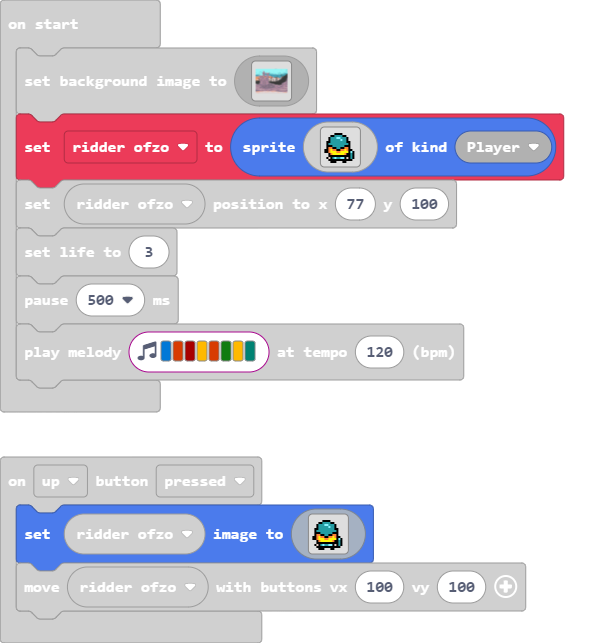 on start
set background image to
set ridder ofzo to sprite of kind Player
set ridder ofzo position to x 77 y 100
set life to 3
pause 500 ms
play melody at tempo 120 (bpm)
on up button pressed
set ridder ofzo image to
move ridder ofzo with buttons vx 100 vy 100